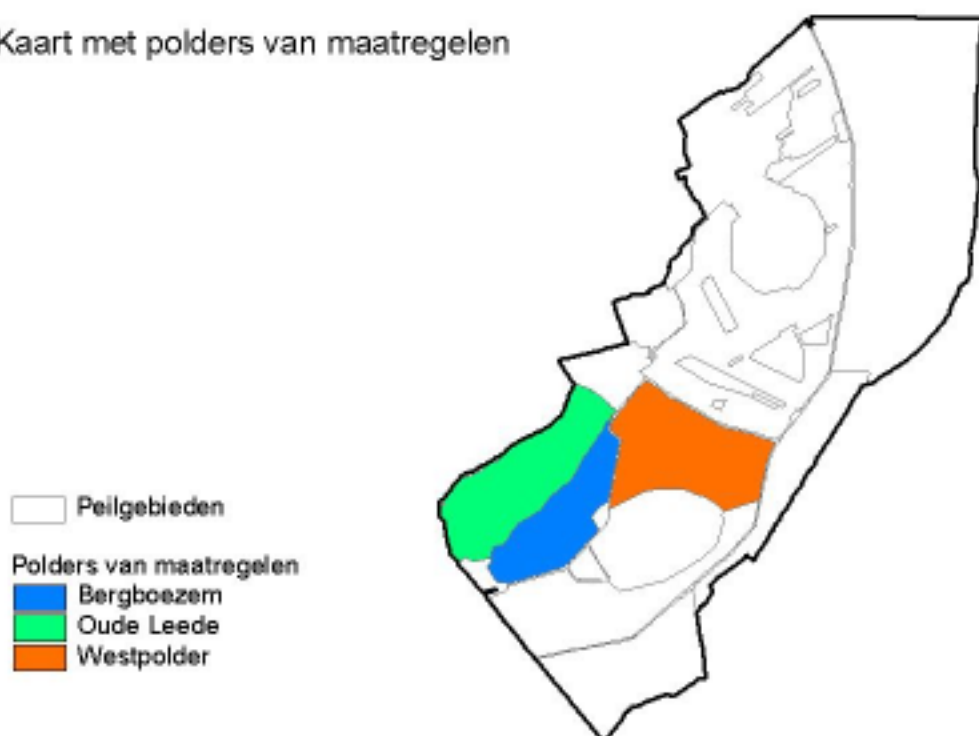 Kaart met polders van maatregelen
Peilgebieden
Polders van maatregelen
Bergboezem
Oude Leede
Westpolder